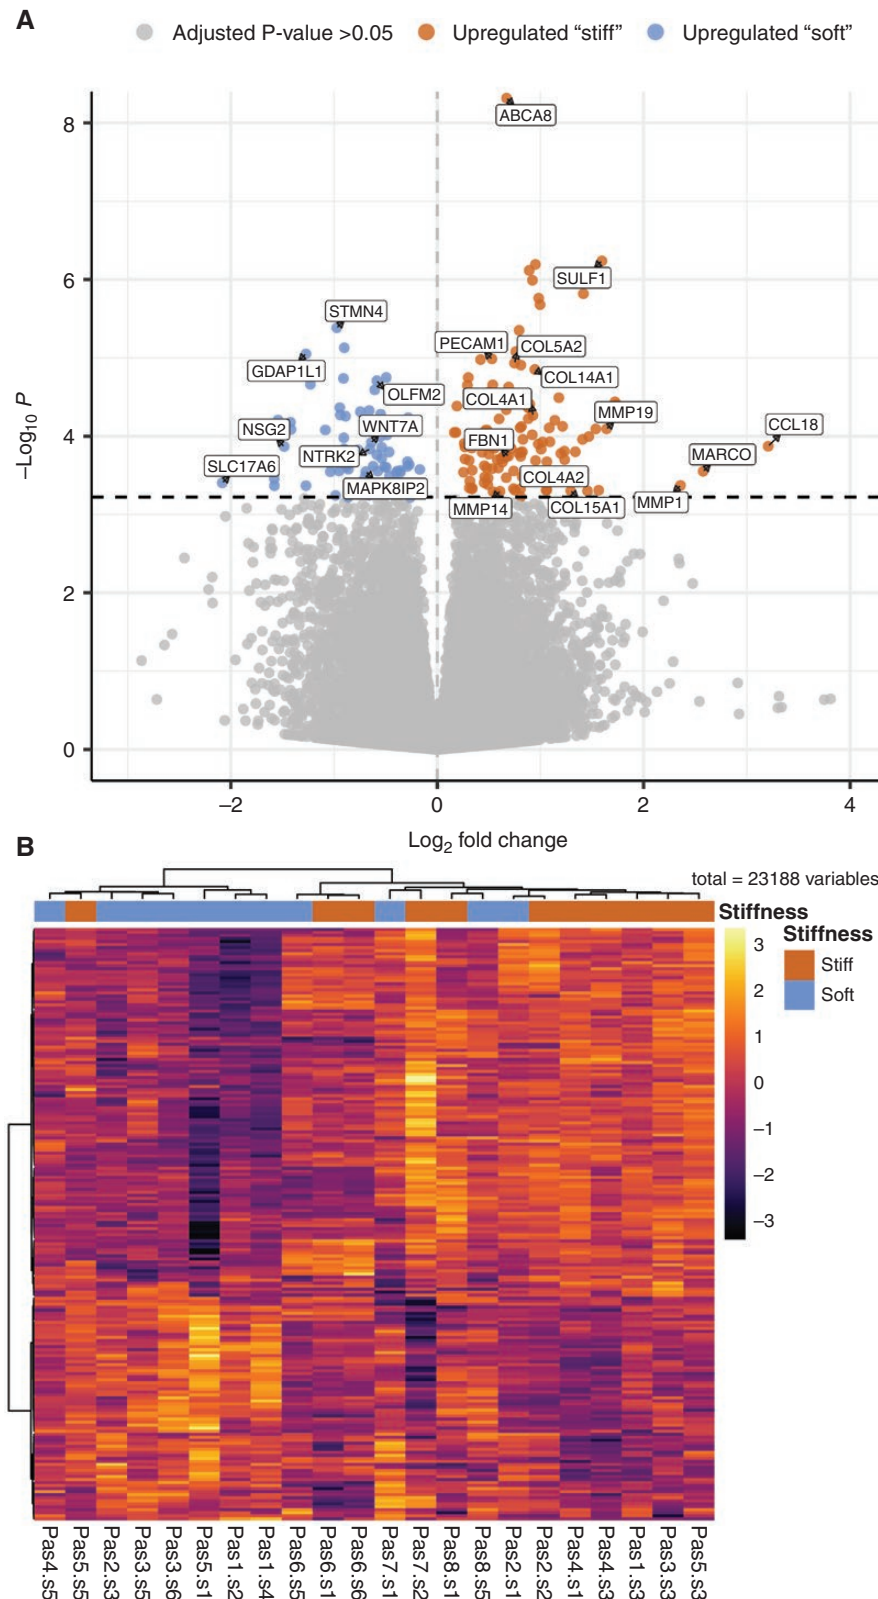 A
Adjusted P-value >0.05
Upregulated “stiff”
Upregulated “soft”
8
ABCA8
6
SULF1
STMN4
PECAM1
COL5A2
GDAP1L1
COL14A1
OLFM2
COL4A1
MMP19
NSG2
WNT7A
CCL18
4
FBN1
NTRK2
MARCO
SLC17A6
COL4A2
MAPK8IP2
MMP14
COL15A1
MMP1
–Log10 P
2
0
–2
0
2
4
Log2 fold change
B
total = 23188 variables
Stiffness
Stiffness
Stiff
Soft
3
2
1
0
–1
–2
–3
Pas4.s5
Pas5.s5
Pas2.s3
Pas3.s5
Pas3.s6
Pas5.s1
Pas1.s2
Pas1.s4
Pas6.s5
Pas6.s1
Pas6.s6
Pas7.s1
Pas7.s2
Pas8.s1
Pas8.s5
Pas2.s1
Pas2.s2
Pas4.s1
Pas4.s3
Pas1.s3
Pas3.s3
Pas5.s3